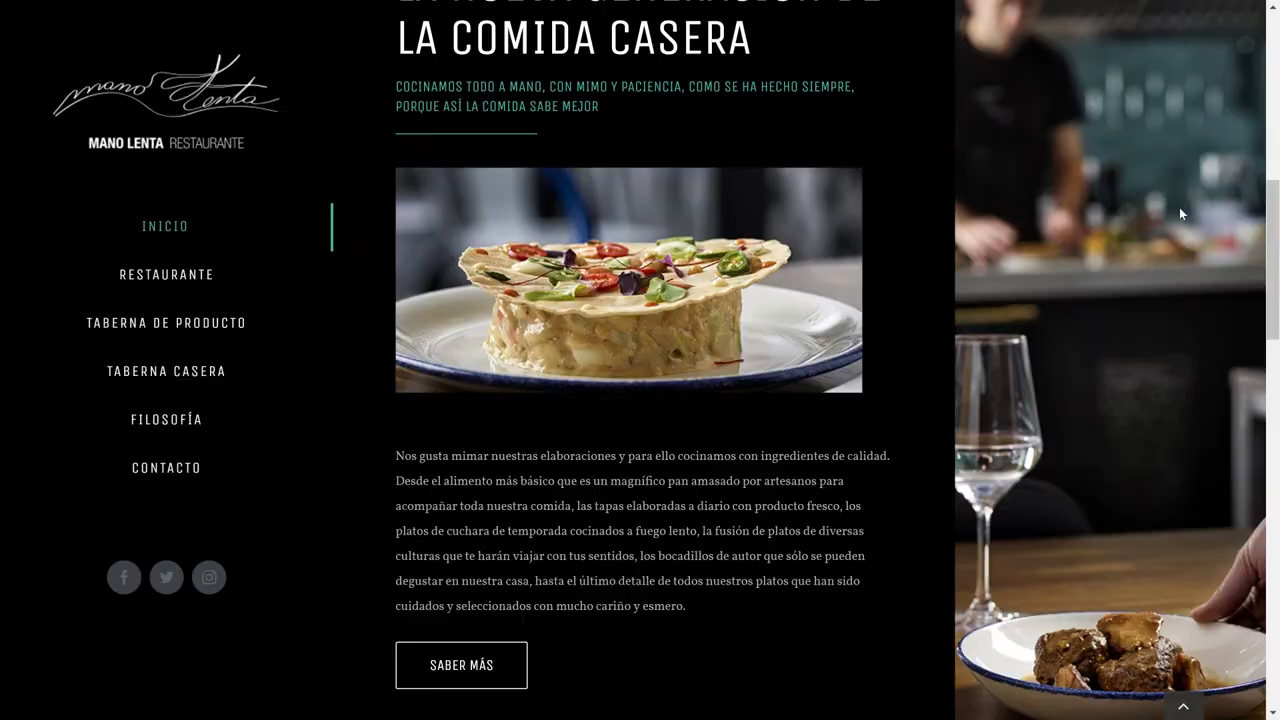 mano lenta
MANO LENTA RESTAURANTE
INICIO
RESTAURANTE
TABERNA DE PRODUCTO
TABERNA CASERA
FILOSOFÍA
CONTACTO
LA NUEVA GENERACIÓN DE
LA COMIDA CASERA
COCINAMOS TODO A MANO, CON MIMO Y PACIENCIA, COMO SE HA HECHO SIEMPRE,
PORQUE ASÍ LA COMIDA SABE MEJOR
Nos gusta mimar nuestras elaboraciones y para ello cocinamos con ingredientes de calidad.
Desde el alimento más básico que es un magnífico pan amasado por artesanos para
acompañar toda nuestra comida, las tapas elaboradas a diario con producto fresco, los
platos de cuchara de temporada cocinados a fuego lento, la fusión de platos de diversas
culturas que te harán viajar con tus sentidos, los bocadillos de autor que sólo se pueden
degustar en nuestra casa, hasta el último detalle de todos nuestros platos que han sido
cuidados y seleccionados con mucho cariño y esmero.
SABER MÁS